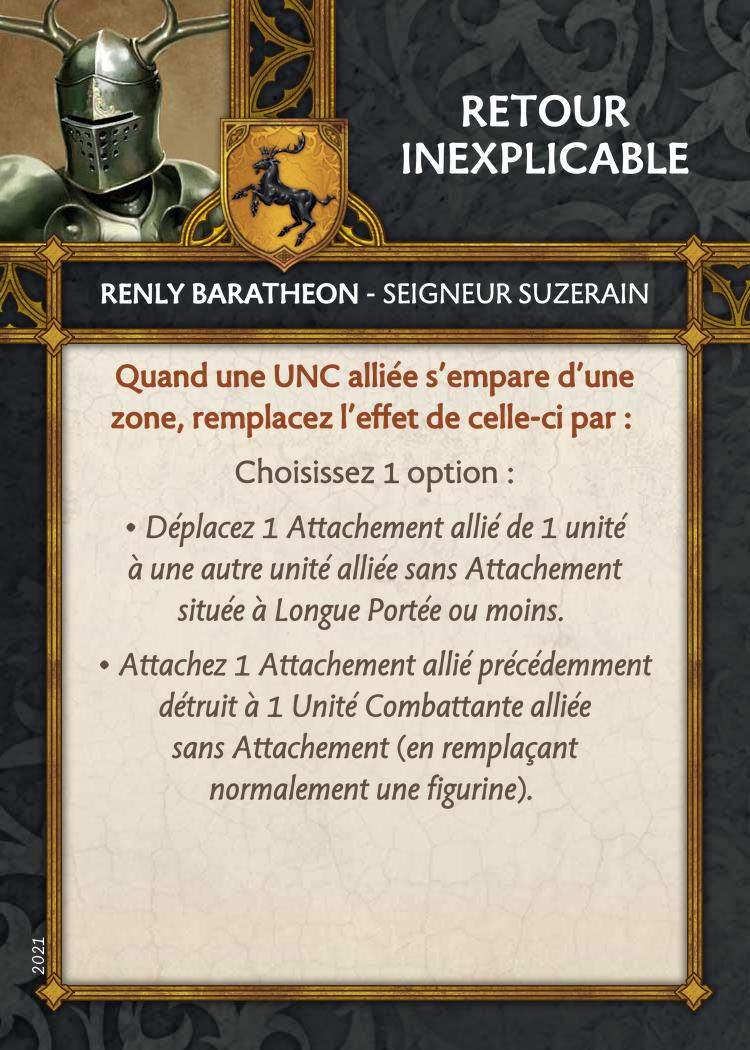 RETOUR
INEXPLICABLE
RENLY BARATHEON - SEIGNEUR SUZERAIN
Quand une UNC alliée s’empare d’une
zone, remplacez l’effet de celle-ci par :
Choisissez 1 option :
• Déplacez 1 Attachement allié de 1 unité
à une autre unité alliée sans Attachement
située à Longue Portée ou moins.
• Attachez 1 Attachement allié précédemment
détruit à 1 Unité Combattante alliée
sans Attachement (en remplaçant
normalement une figurine).
2021